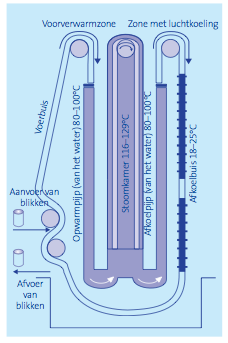 Voorverwarmzone
Zone met luchtkoeling
Voerbuis
Opwarmpijp (van het water) 80–100°C
Stoomkamer 116–129°C
Afkoelpijp (van het water) 80–100°C
Afkoelbuis 18–25°C
Aanvoer van
blikken
Afvoer
van
blikken